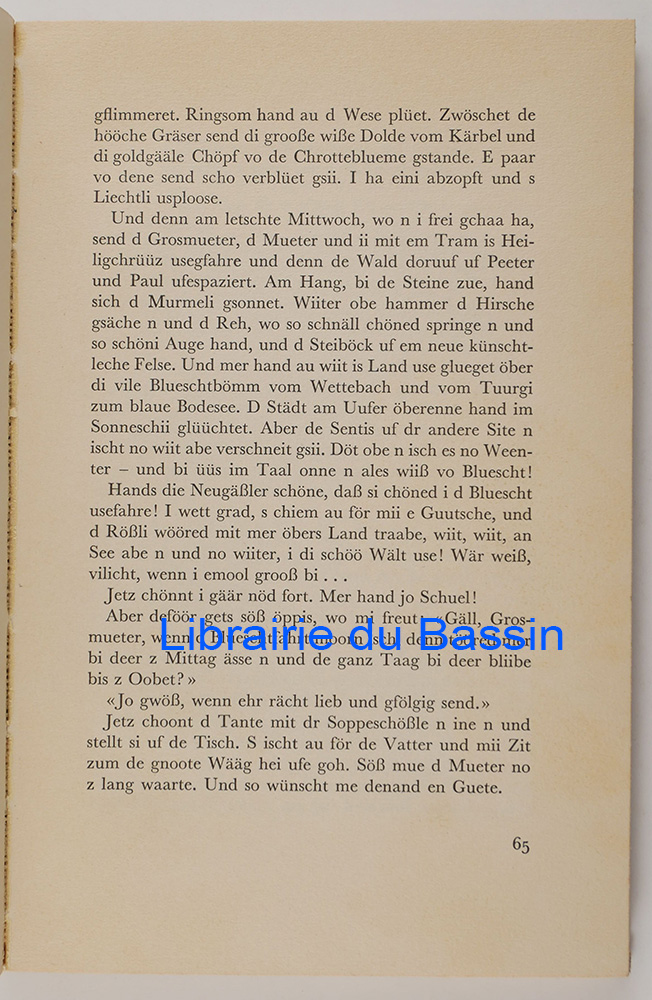 gflimmeret. Ringsom hand au d Wese plüet. Zwöschet de
hööche Gräser send di grooße wiße Dolde vom Kärbel und
di goldgääle Chöpf vo de Chrotteblueme gstande. E paar
vo dene send scho verblüet gsii. I ha eini abzopft und s
Liechtli usploose.
Und denn am letschte Mittwoch, wo n i frei gchaa ha,
send d Grosmueter, d Mueter und ii mit em Tram is Hei-
ligchrüüz usegfahre und denn de Wald doruuf uf Peeter
und Paul ufespaziert. Am Hang, bi de Steine zue, hand
sich d Murmeli gsonnet. Wiiter obe hammer d Hirsche
gsäche n und d Reh, wo so schnäll chöned springe n und
so schöni Auge hand, und d Steiböck uf em neue künscht-
leche Felse. Und mer hand au wiit is Land use glueget öber
di vile Blueschtbömm vom Wettebach und vom Tuurgi
zum blaue Bodesee. D Städt am Uufer öberenne hand im
Sonneschii glüüchtet. Aber de Sentis uf dr andere Site n
ischt no wiit abe verschneit gsii. Döt obe n isch es no Ween-
ter – und bi üüs im Taal onne n ales wiiß vo Bluescht!
Hands die Neugäßler schöne, daß si chöned i d Bluescht
usefahre! I wett grad, s chiem au för mii e Guutsche, und
d Rößli wööred mit mer öbers Land traabe, wiit, wiit, an
See abe n und no wiiter, i di schöö Wält use! Wär weiß,
vilicht, wenn i emool grooß bi . . .
Jetz chönnt i gäär nöd fort. Mer hand jo Schuel!
Aber deföör gets söß öppis, wo mi freut. «Gäll, Gros-
mueter, wenn d Blueschtfahrt moorn isch, denn tööred mer
bi deer z Mittag ässe n und de ganz Taag bi deer bliibe
bis z Oobet?»
«Jo gwöß, wenn ehr rächt lieb und gfölgig send.»
Jetz choont d Tante mit dr Soppeschößle n ine n und
stellt si uf de Tisch. S ischt au för de Vatter und mii Zit
zum de gnoote Wääg hei ufe goh. Söß mue d Mueter no
z lang waarte. Und so wünscht me denand en Guete.
65
Librairie du Bassin